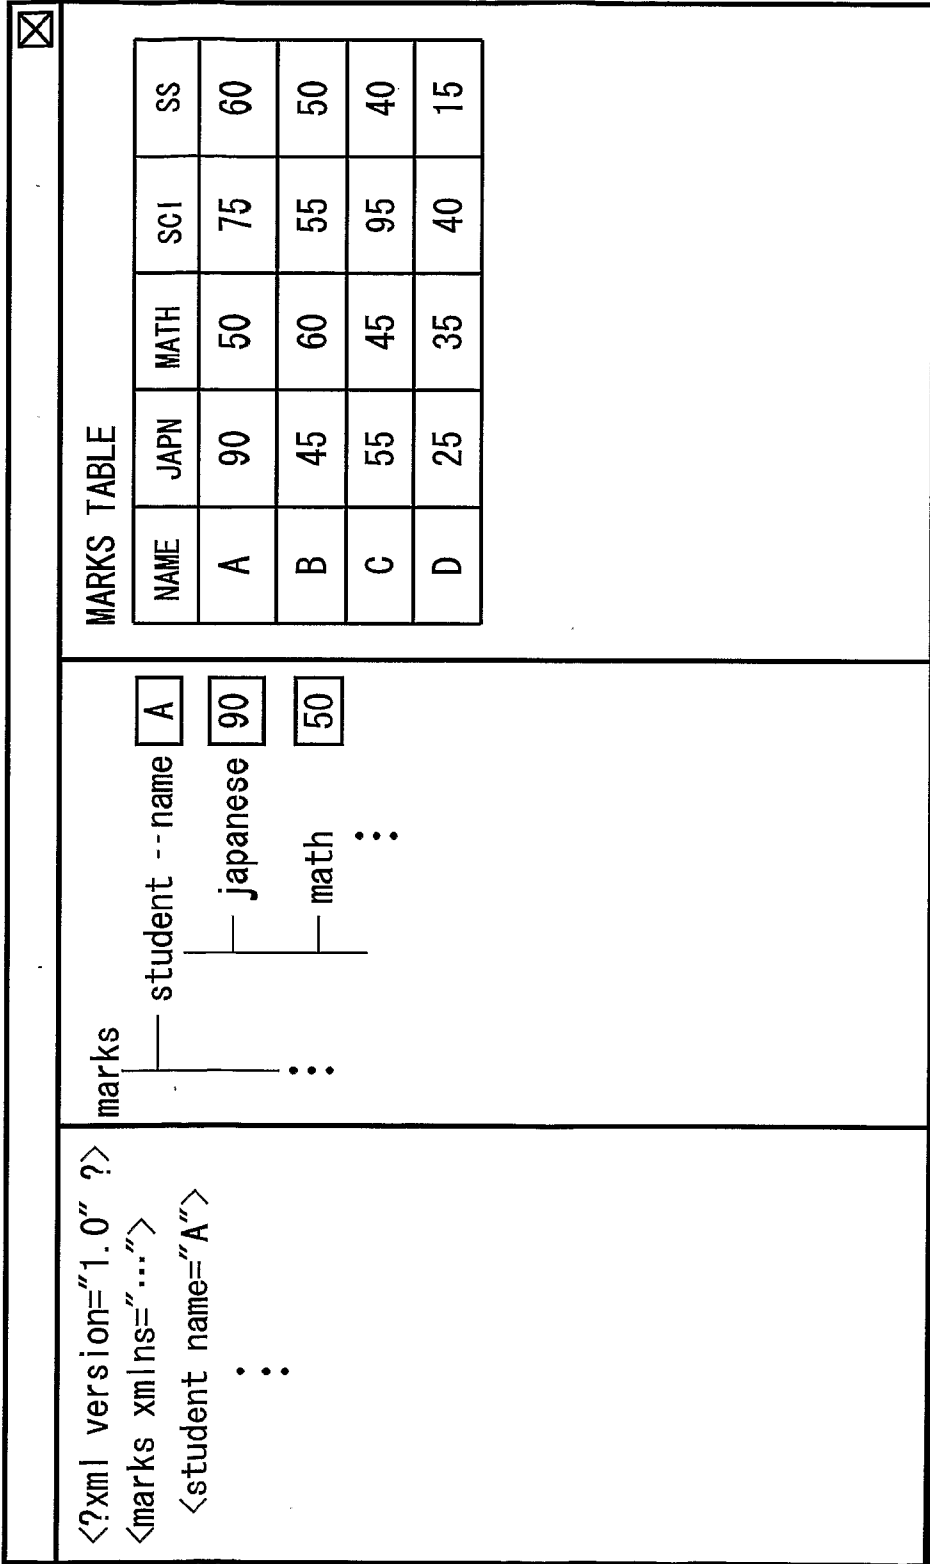 <?xml version="1.0" ?>
<marks xmlns="...">
<student name="A">
marks
student --name A
japanese 90
math 50
MARKS TABLE
NAME JAPN MATH SCI SS
A 90 50 75 60
B 45 60 55 50
C 55 45 95 40
D 25 35 40 15